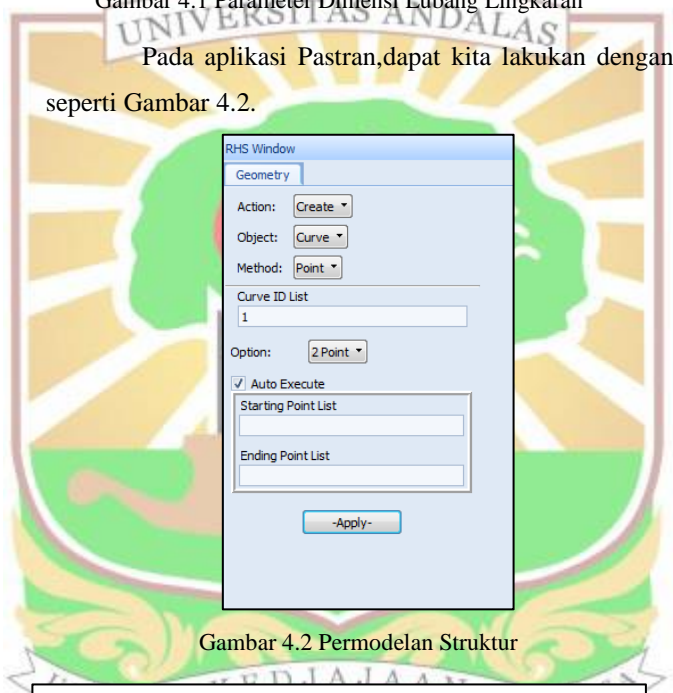 Gambar 4.1 Parameter Dimensi Lubang Lingkaran
UNIVERSITAS ANDALAS
Pada aplikasi Pastran,dapat kita lakukan dengan
seperti Gambar 4.2.
RHS Window
Geometry
Action: Create
Object: Curve
Method: Point
Curve ID List
1
Option: 2 Point
Auto Execute
Starting Point List
Ending Point List
-Apply-
Gambar 4.2 Permodelan Struktur